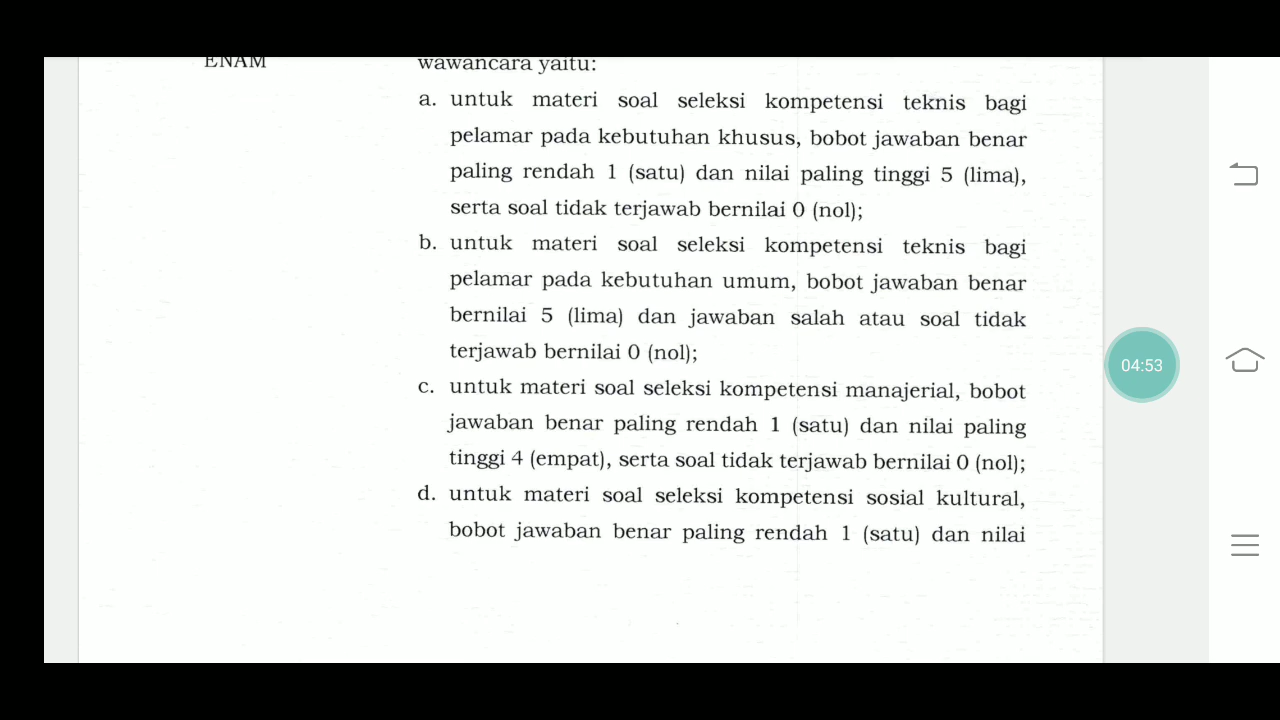 ENAM
wawancara yaitu:
a. untuk materi soal seleksi kompetensi teknis bagi
pelamar pada kebutuhan khusus, bobot jawaban benar
paling rendah 1 (satu) dan nilai paling tinggi 5 (lima),
serta soal tidak terjawab bernilai 0 (nol);
b. untuk materi soal seleksi kompetensi teknis bagi
pelamar pada kebutuhan umum, bobot jawaban benar
bernilai 5 (lima) dan jawaban salah atau soal tidak
terjawab bernilai 0 (nol);
c. untuk materi soal seleksi kompetensi manajerial, bobot
jawaban benar paling rendah 1 (satu) dan nilai paling
tinggi 4 (empat), serta soal tidak terjawab bernilai 0 (nol);
d. untuk materi soal seleksi kompetensi sosial kultural,
bobot jawaban benar paling rendah 1 (satu) dan nilai
04:53